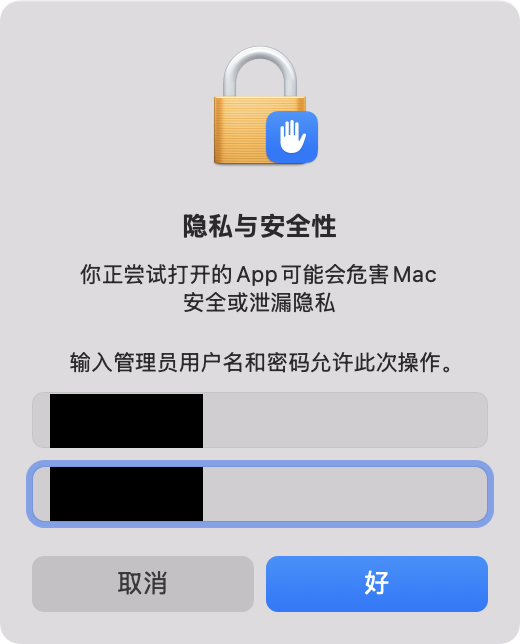 隐私与安全性
你正尝试打开的 App 可能会危害 Mac
安全或泄漏隐私
输入管理员用户名和密码允许此次操作。
取消
好